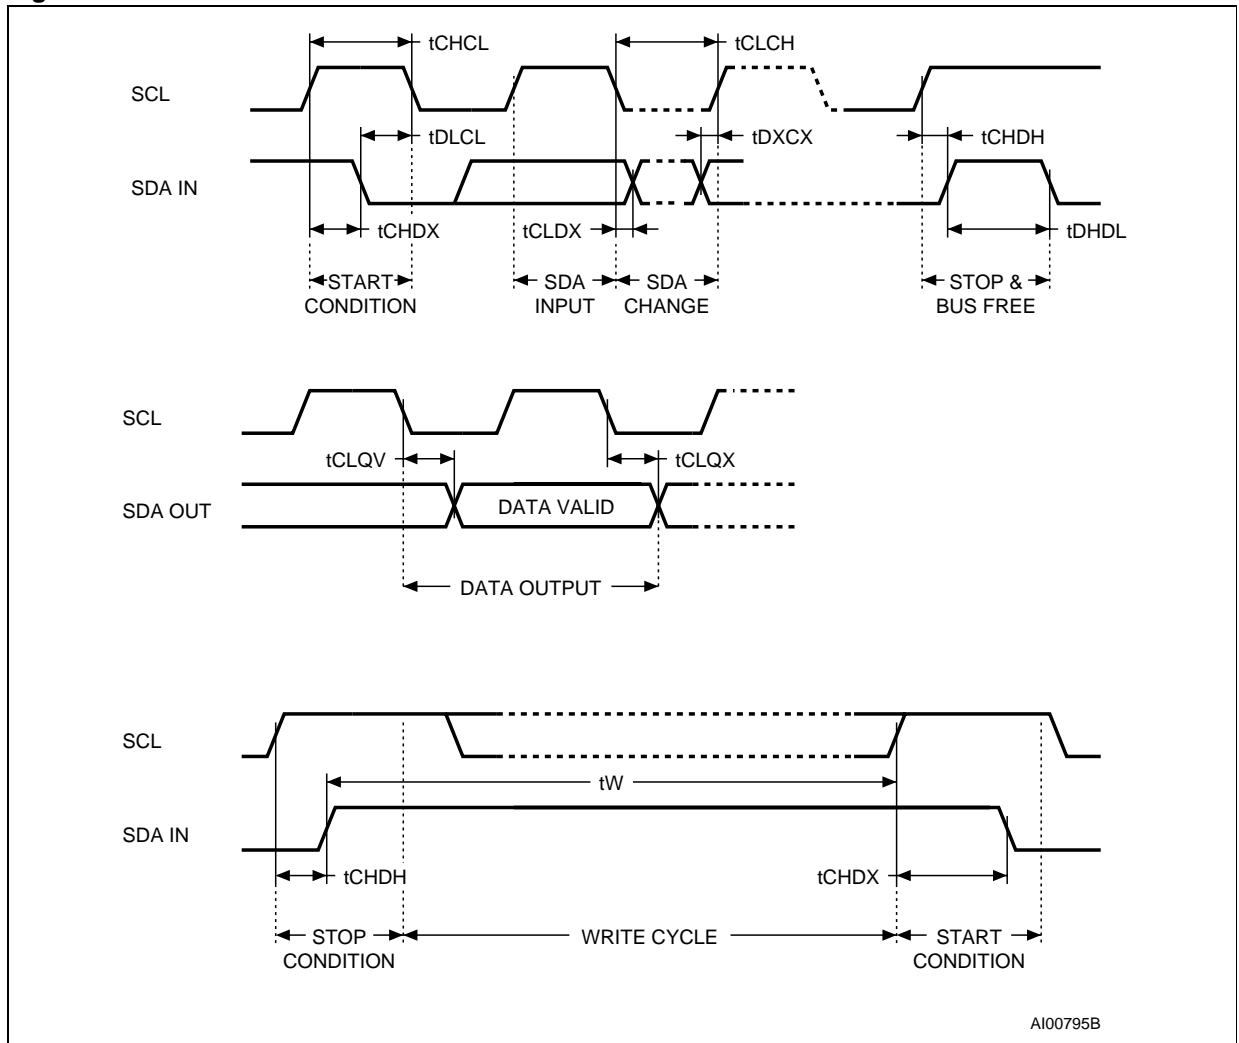 tCHCL
tCLCH
SCL
tDLCL
tDXCX
tCHDH
SDA IN
tCHDX
tCLDX
tDHDL
START
CONDITION
SDA
INPUT
SDA
CHANGE
STOP &
BUS FREE
SCL
tCLQV
tCLQX
SDA OUT
DATA VALID
DATA OUTPUT
SCL
tW
SDA IN
tCHDH
tCHDX
STOP
CONDITION
WRITE CYCLE
START
CONDITION
AI00795B